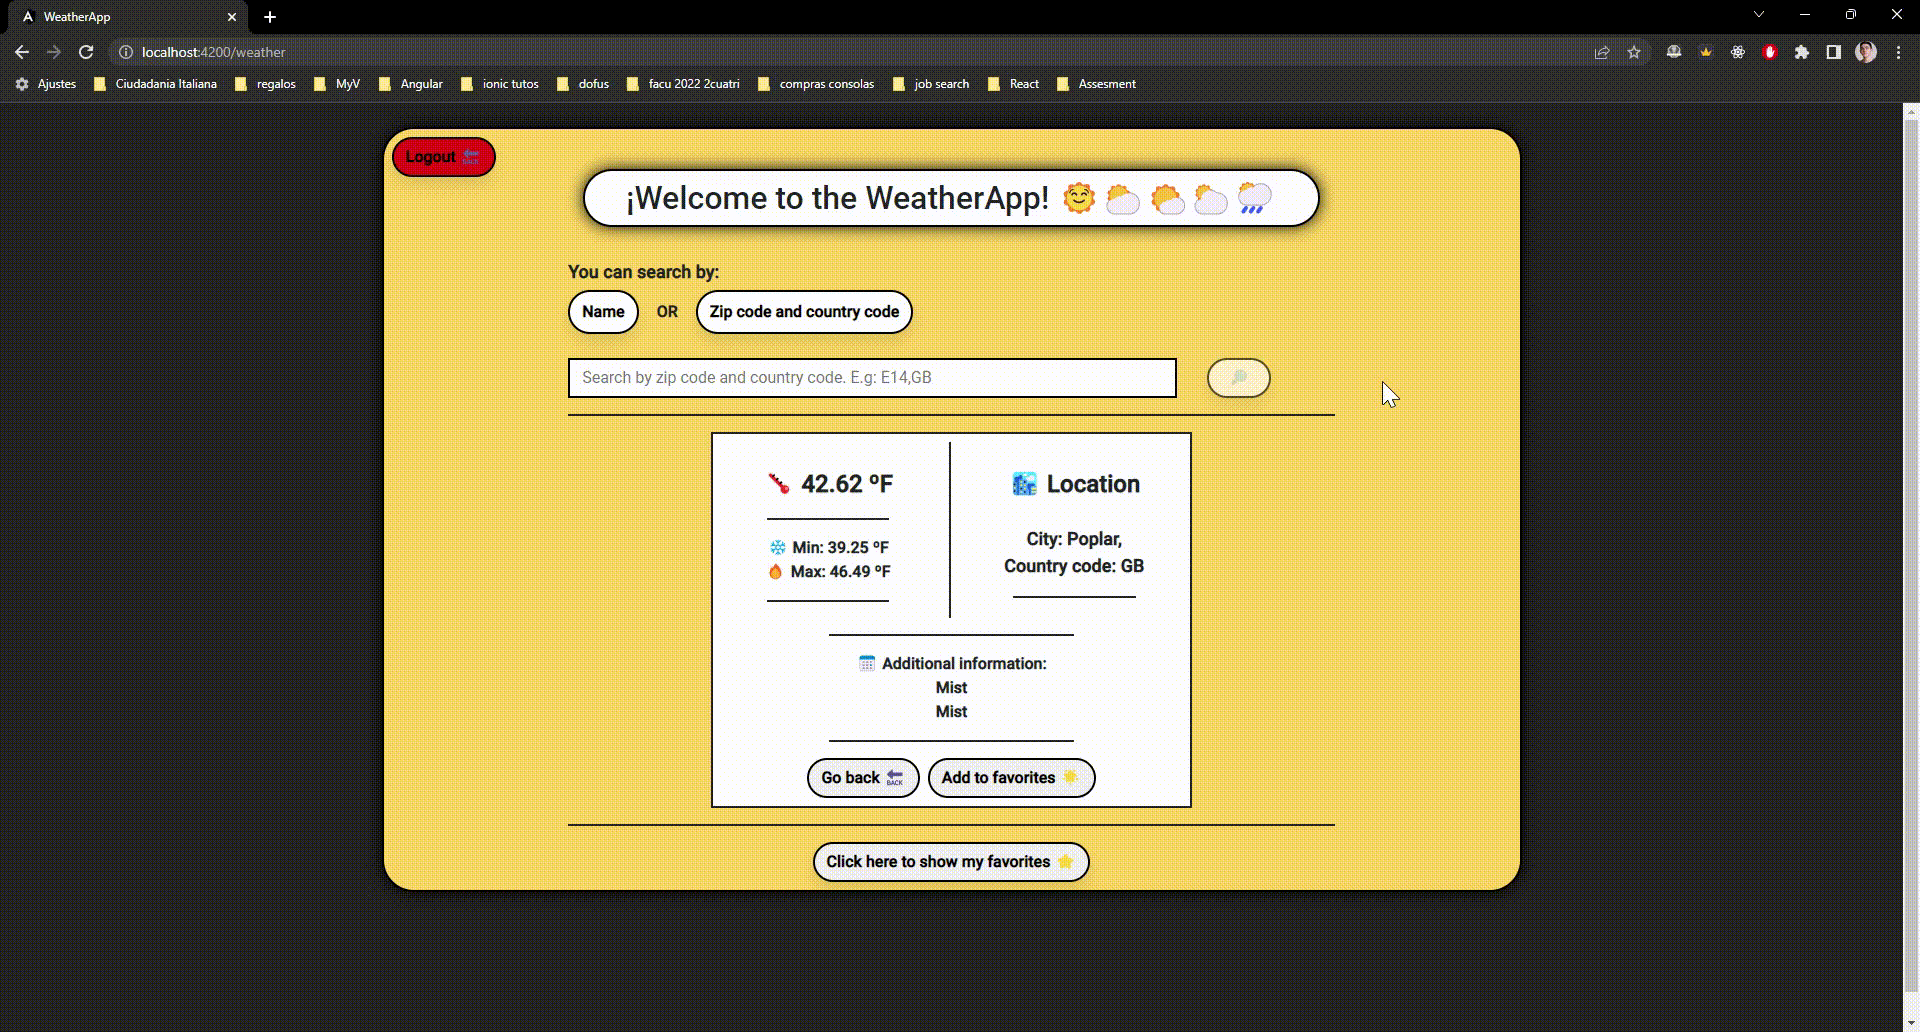 WeatherApp
localhost:4200/weather
Ajustes Ciudadania Italiana regalos MyV Angular ionic tutos dofus facu 2022 2cuatri compras consolas job search React Assesment
Logout BACK
¡Welcome to the WeatherApp!
You can search by:
Name OR Zip code and country code
Search by zip code and country code. E.g: E14,GB
42.62 ºF
Min: 39.25 ºF
Max: 46.49 ºF
Location
City: Poplar,
Country code: GB
Additional information:
Mist
Mist
Go back BACK Add to favorites
Click here to show my favorites